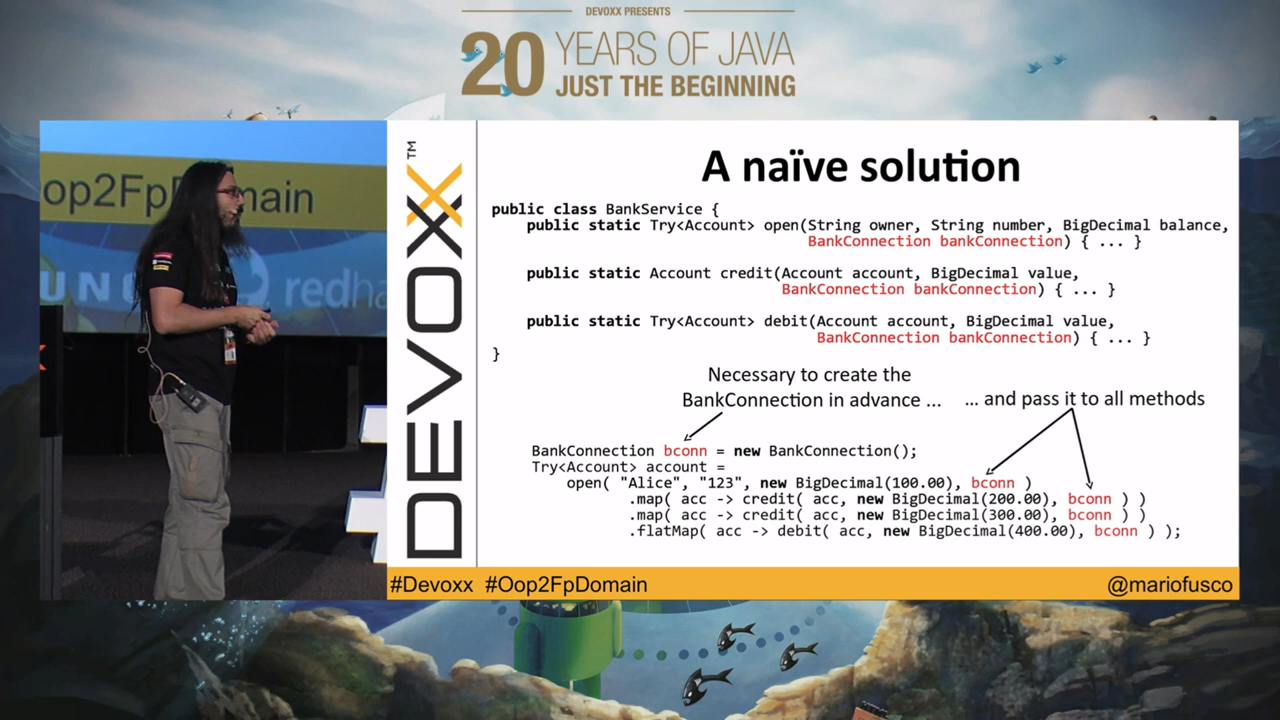 DEVOXX PRESENTS
20 YEARS OF JAVA
JUST THE BEGINNING
op2FpDomain
redha
DEVOXX™
A naïve solution
public class BankService {
public static Try<Account> open(String owner, String number, BigDecimal balance,
BankConnection bankConnection) { ... }
public static Account credit(Account account, BigDecimal value,
BankConnection bankConnection) { ... }
public static Try<Account> debit(Account account, BigDecimal value,
BankConnection bankConnection) { ... }
}
Necessary to create the
BankConnection in advance ...
... and pass it to all methods
BankConnection bconn = new BankConnection();
Try<Account> account =
open( "Alice", "123", new BigDecimal(100.00), bconn )
.map( acc -> credit( acc, new BigDecimal(200.00), bconn ) )
.map( acc -> credit( acc, new BigDecimal(300.00), bconn ) )
.flatMap( acc -> debit( acc, new BigDecimal(400.00), bconn ) );
#Devoxx #Oop2FpDomain
@mariofusco